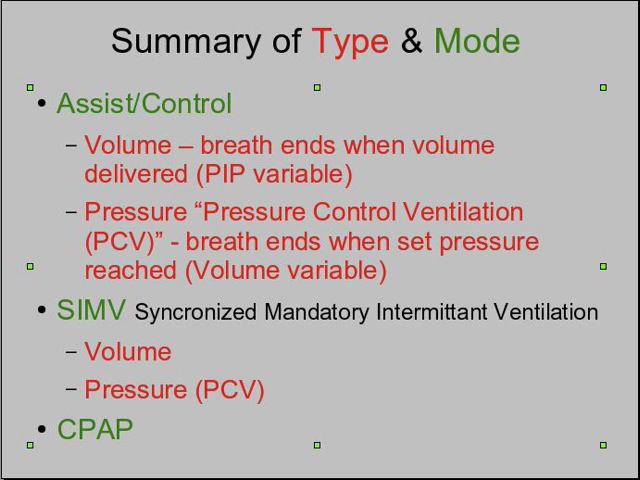 Summary of Type & Mode
• Assist/Control
– Volume – breath ends when volume
delivered (PIP variable)
– Pressure “Pressure Control Ventilation
(PCV)” - breath ends when set pressure
reached (Volume variable)
• SIMV Syncronized Mandatory Intermittant Ventilation
– Volume
– Pressure (PCV)
• CPAP